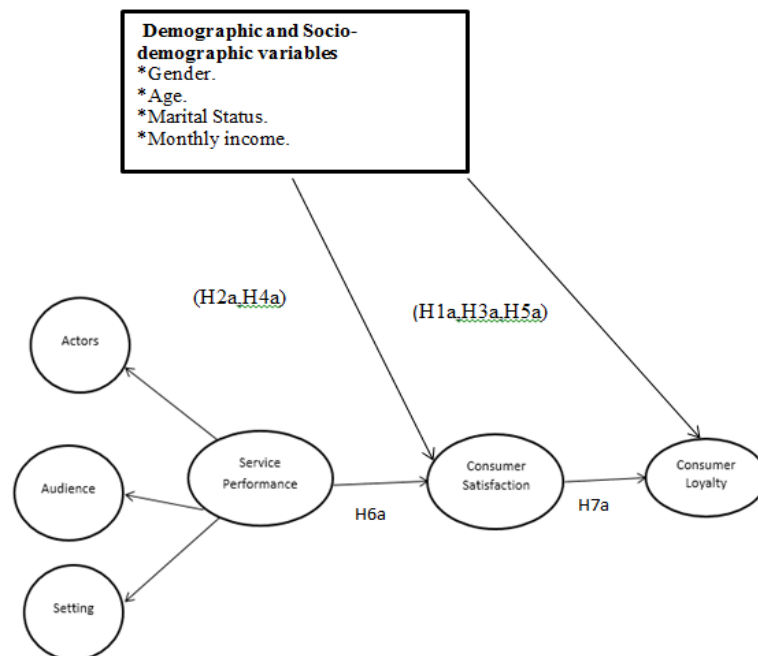 Demographic and Socio-
demographic variables
*Gender.
*Age.
*Marital Status.
*Monthly income.
(H2a,H4a)
(H1a,H3a,H5a)
Actors
Audience
Setting
Service
Performance
H6a
Consumer
Satisfaction
H7a
Consumer
Loyalty